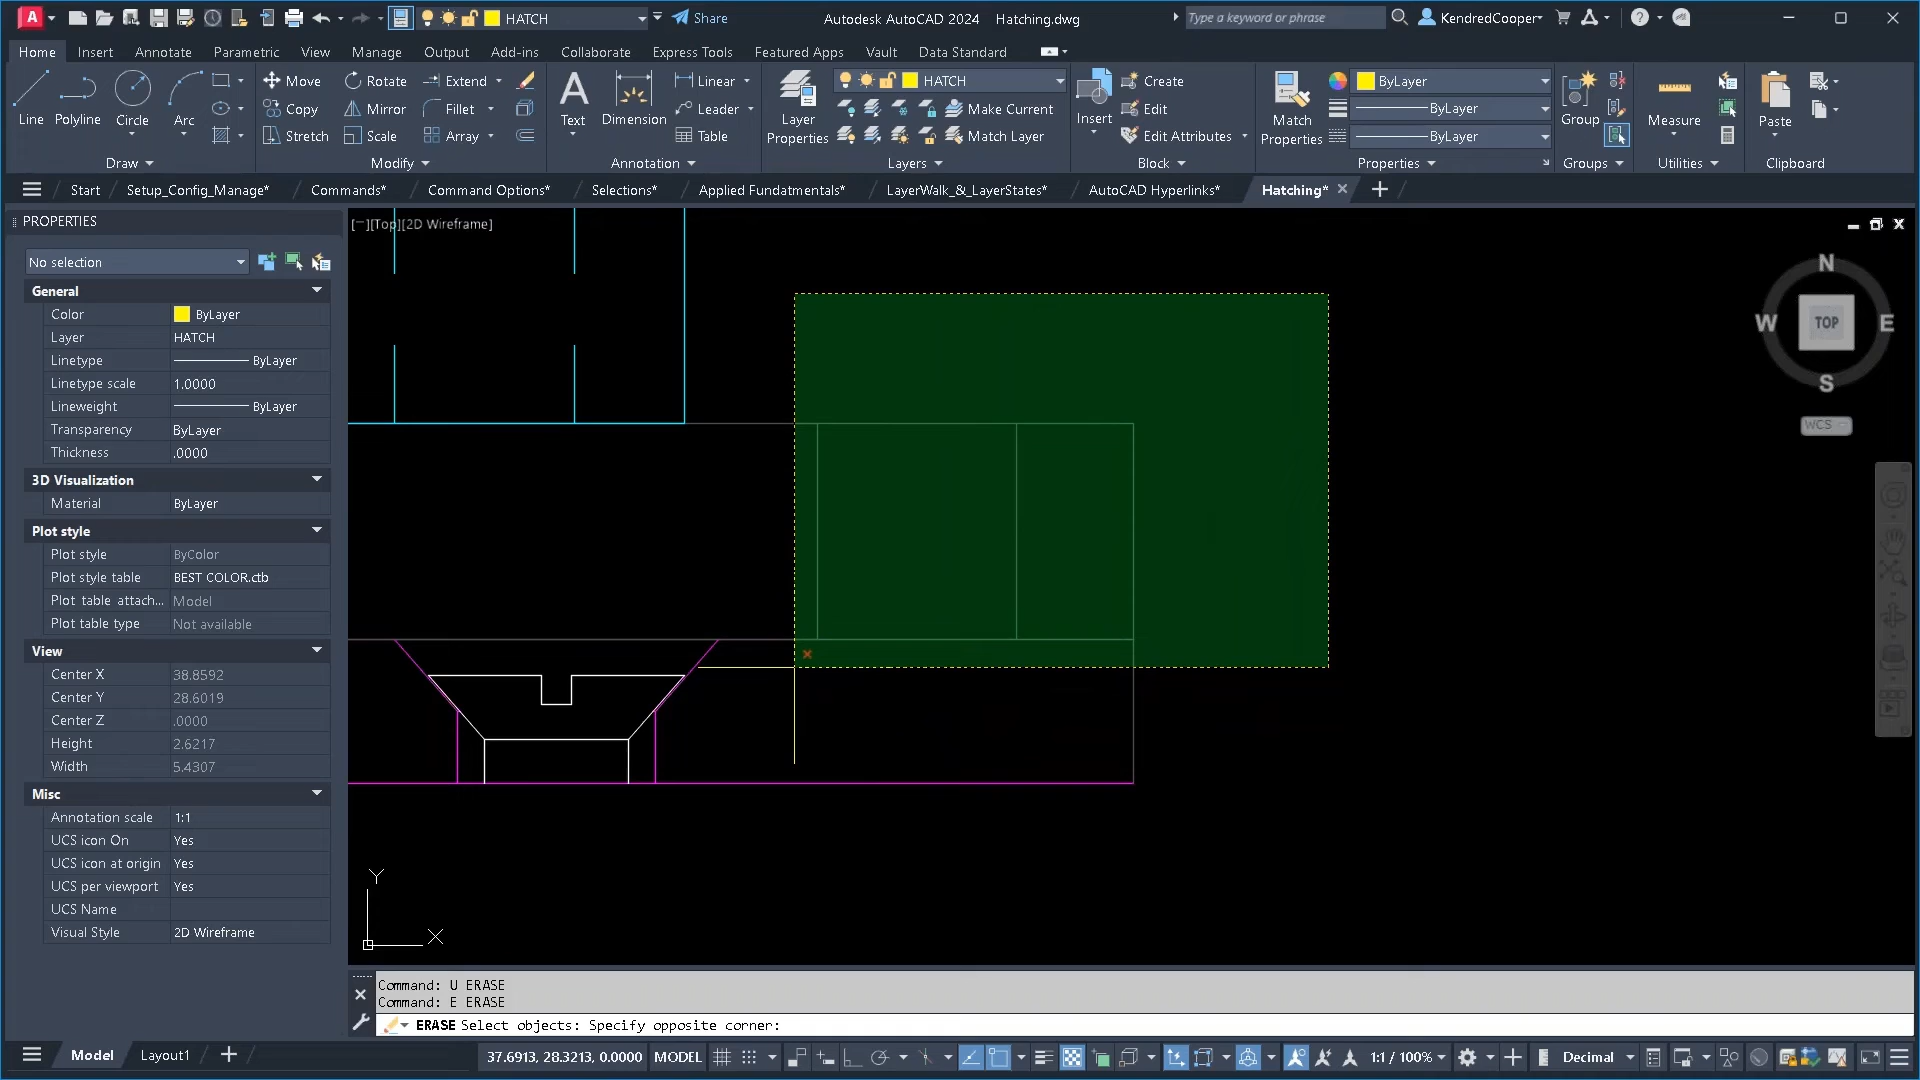 HATCH
Share
Autodesk AutoCAD 2024 Hatching.dwg
Type a keyword or phrase
KendredCooper
Home Insert Annotate Parametric View Manage Output Add-ins Collaborate Express Tools Featured Apps Vault Data Standard
Line Polyline Circle Arc
Draw
Move Rotate Extend
Copy Mirror Fillet
Stretch Scale Array
Modify
A
Text Dimension
Linear
Leader
Table
Annotation
Layer
Properties
HATCH
Make Current
Match Layer
Layers
Insert
Create
Edit
Edit Attributes
Block
Match
Properties
ByLayer
ByLayer
ByLayer
Properties
Group
Groups
Measure
Utilities
Paste
Clipboard
Start Setup_Config_Manage* Commands* Command Options* Selections* Applied Fundatmentals* LayerWalk_&_LayerStates* AutoCAD Hyperlinks* Hatching*
PROPERTIES
No selection
General
Color ByLayer
Layer HATCH
Linetype ByLayer
Linetype scale 1.0000
Lineweight ByLayer
Transparency ByLayer
Thickness .0000
3D Visualization
Material ByLayer
Plot style
Plot style ByColor
Plot style table BEST COLOR.ctb
Plot table attach... Model
Plot table type Not available
View
Center X 38.8592
Center Y 28.6019
Center Z .0000
Height 2.6217
Width 5.4307
Misc
Annotation scale 1:1
UCS icon On Yes
UCS icon at origin Yes
UCS per viewport Yes
UCS Name
Visual Style 2D Wireframe
[−][Top][2D Wireframe]
N
W TOP E
S
WCS
Y
X
Command: U ERASE
Command: E ERASE
ERASE Select objects: Specify opposite corner:
Model Layout1
37.6913, 28.3213, 0.0000 MODEL
1:1 / 100%
Decimal